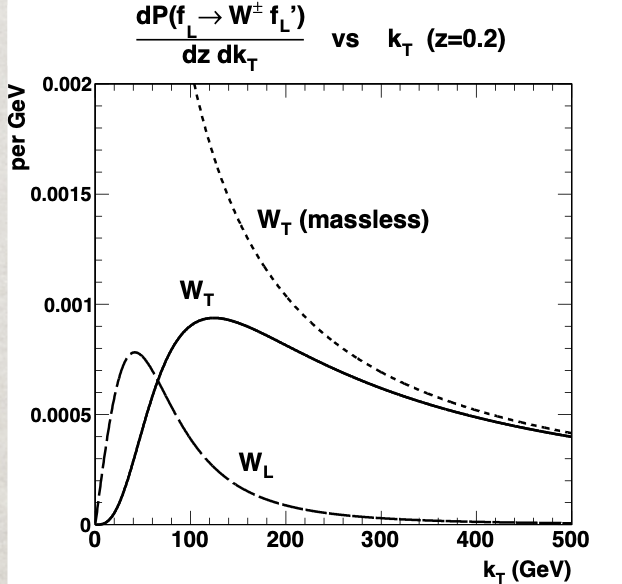 dP(f_L → W^± f_L')
dz dk_T
vs k_T (z=0.2)
per GeV
0.002
0.0015
0.001
0.0005
0
W_T (massless)
W_T
W_L
0 100 200 300 400 500
k_T (GeV)